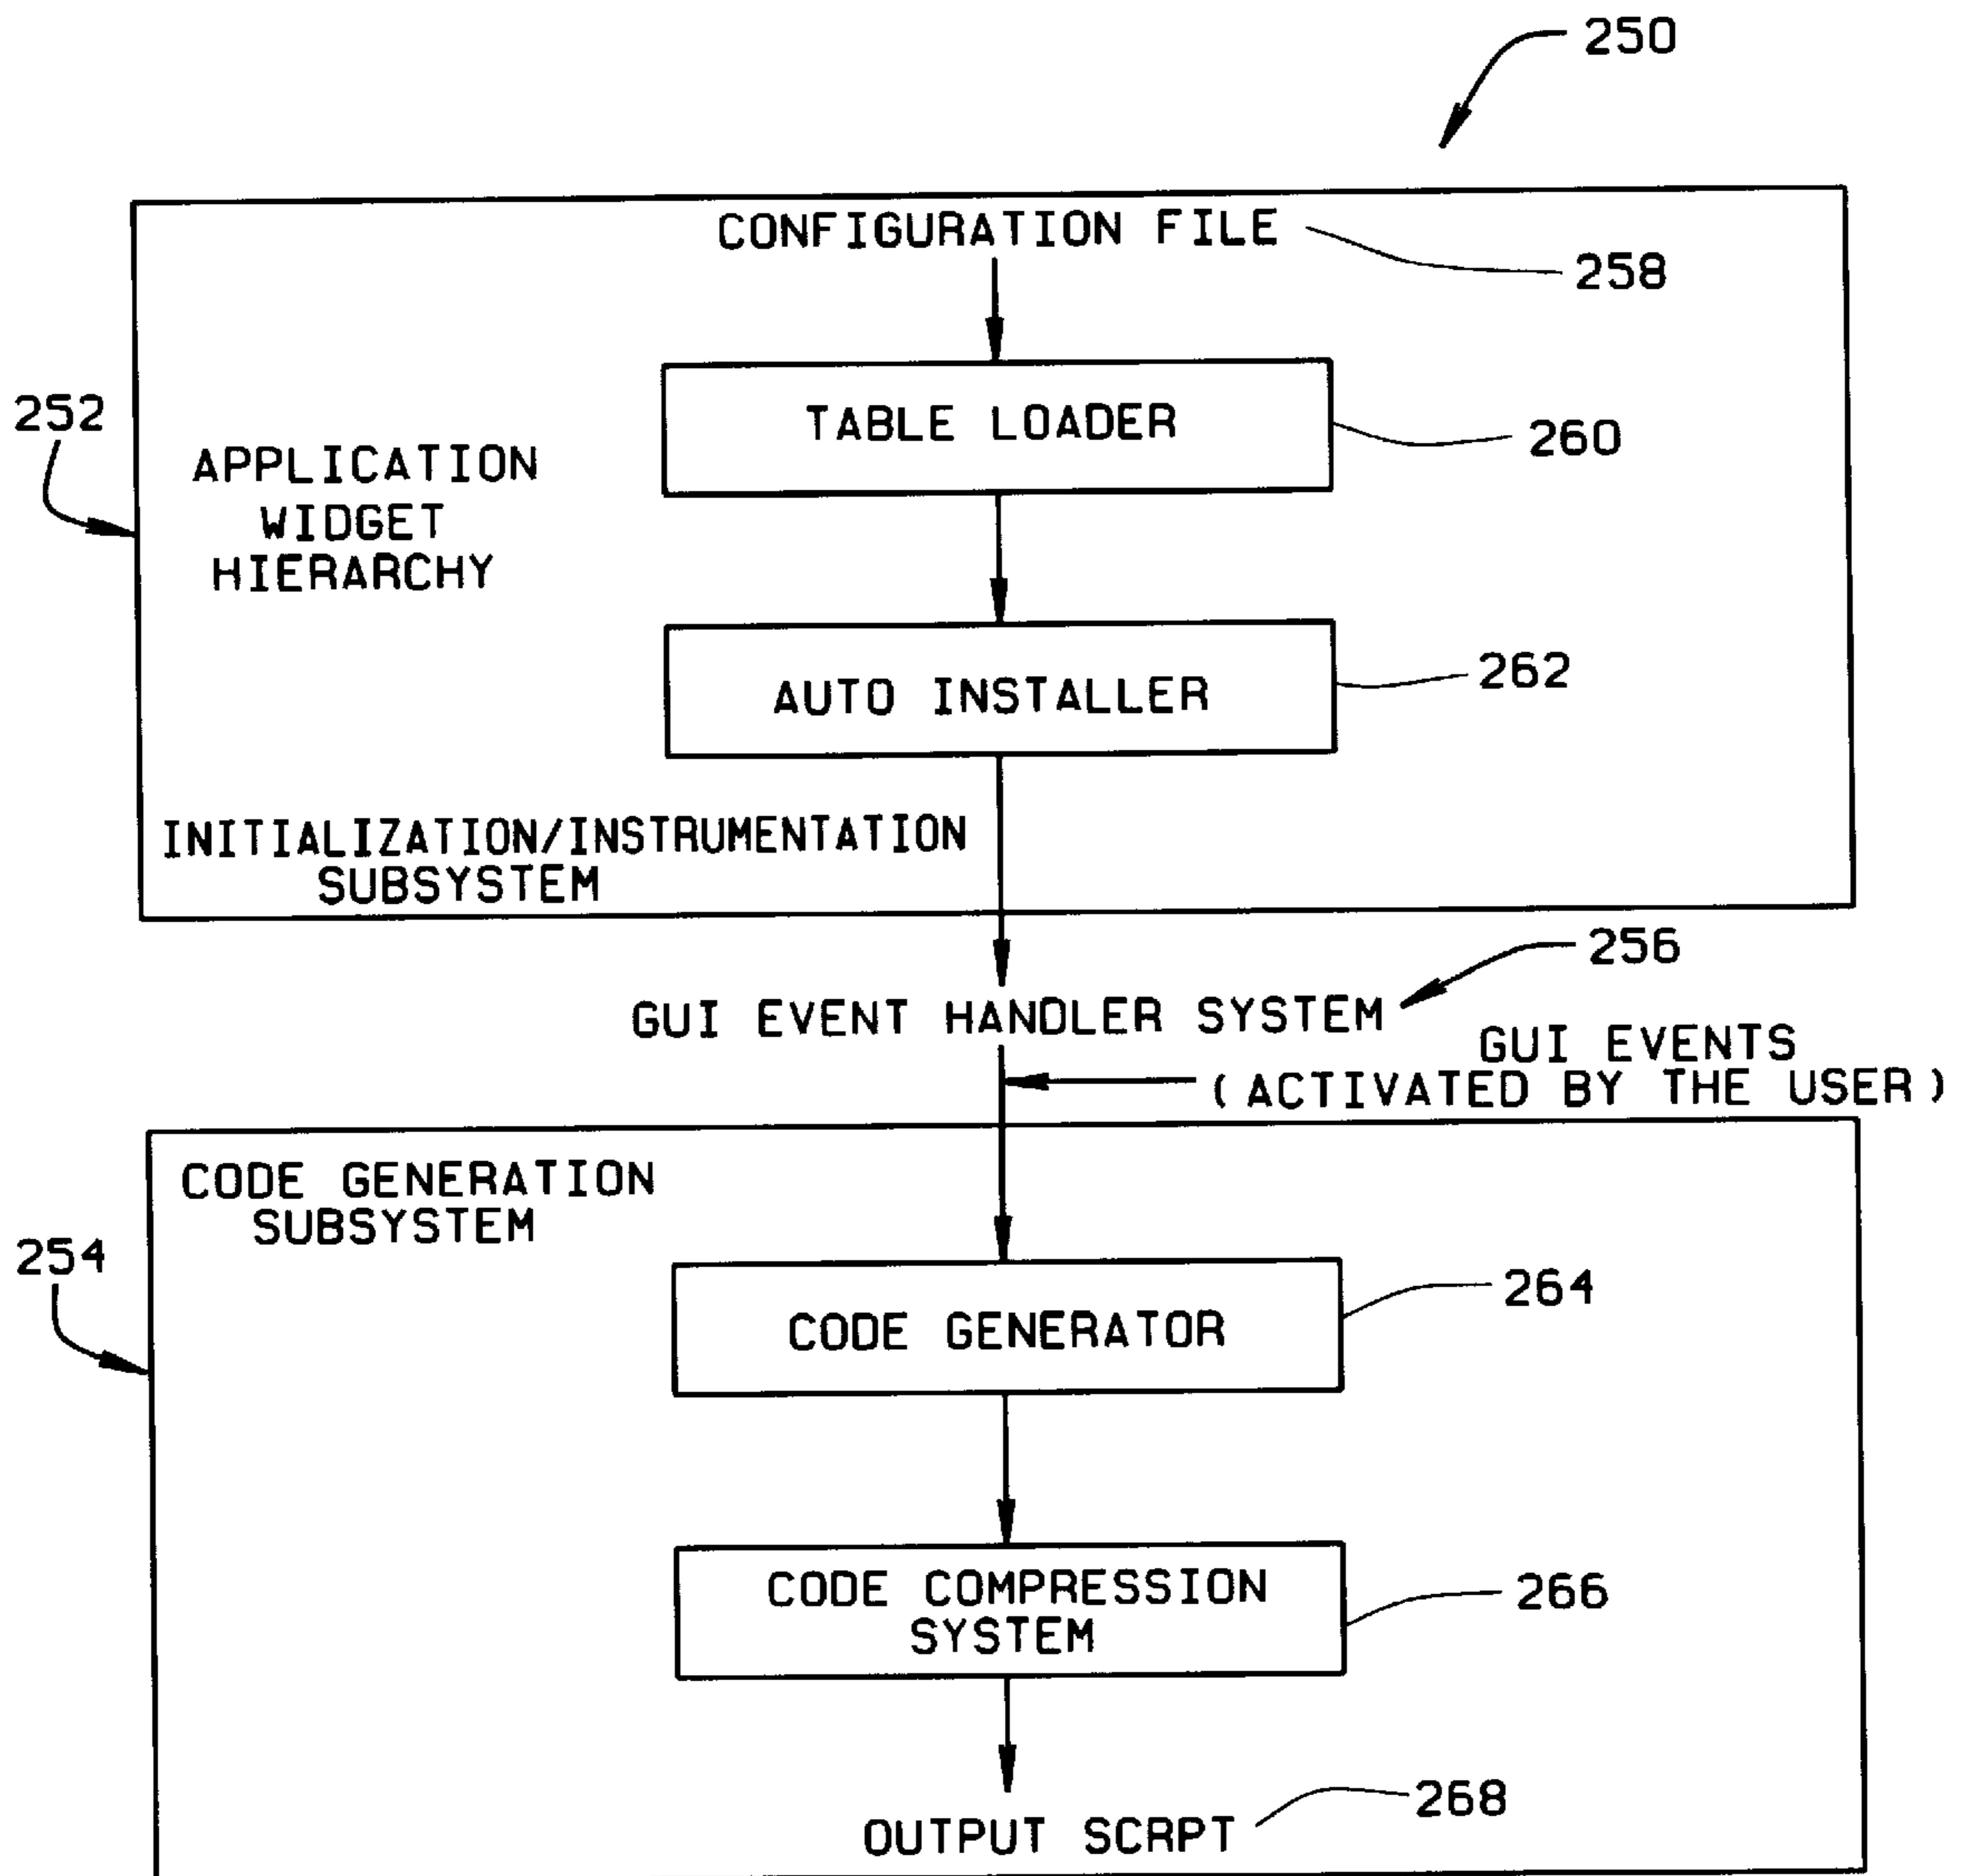 250
CONFIGURATION FILE
258
TABLE LOADER
260
252
APPLICATION
WIDGET
HIERARCHY
AUTO INSTALLER
262
INITIALIZATION/INSTRUMENTATION
SUBSYSTEM
256
GUI EVENT HANDLER SYSTEM
GUI EVENTS
(ACTIVATED BY THE USER)
CODE GENERATION
SUBSYSTEM
254
264
CODE GENERATOR
CODE COMPRESSION
SYSTEM
266
268
OUTPUT SCRPT